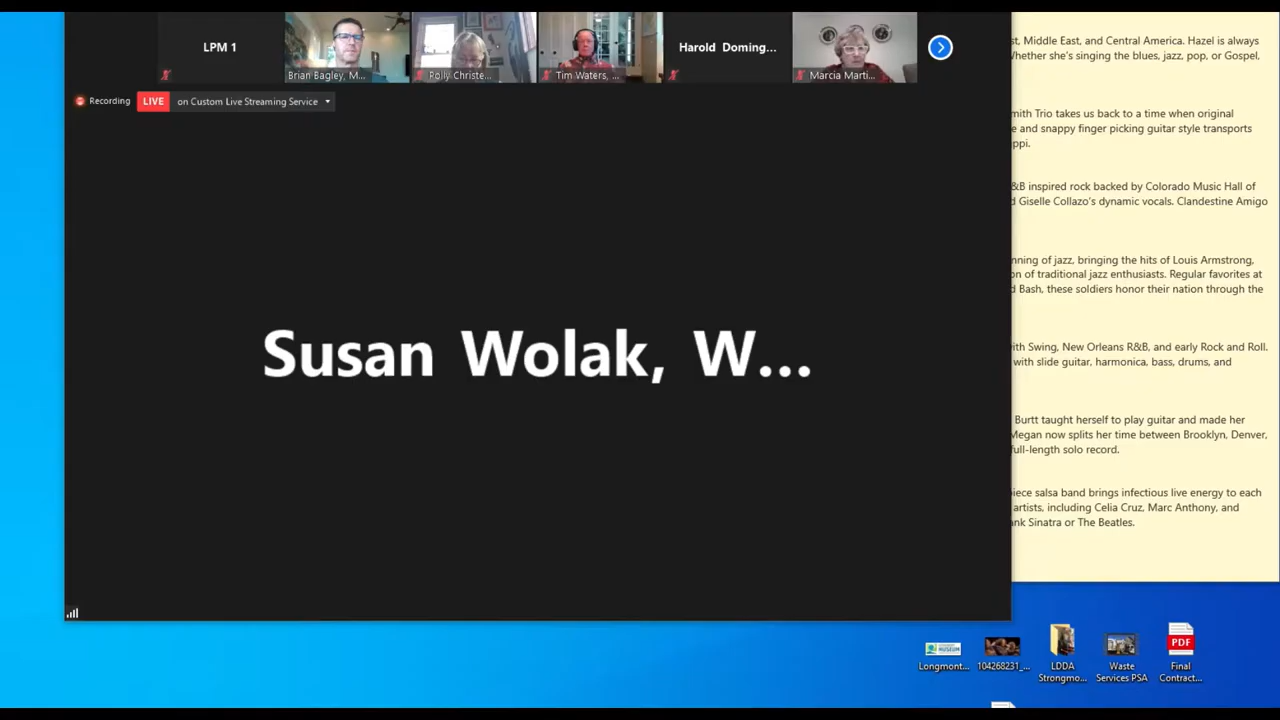 LPM 1
Brian Bagley, M...
Polly Christe...
Tim Waters, ...
Harold Doming...
Marcia Marti...
Recording
LIVE
on Custom Live Streaming Service
Susan Wolak, W...
st, Middle East, and Central America. Hazel is always
Whether she's singing the blues, jazz, pop, or Gospel.
mith Trio takes us back to a time when original
e and snappy finger picking guitar style transports
ppi.
&B inspired rock backed by Colorado Music Hall of
d Giselle Collazo's dynamic vocals. Clandestine Amigo
nning of jazz, bringing the hits of Louis Armstrong,
on of traditional jazz enthusiasts. Regular favorites at
d Bash, these soldiers honor their nation through the
ith Swing, New Orleans R&B, and early Rock and Roll.
with slide guitar, harmonica, bass, drums, and
Burtt taught herself to play guitar and made her
Megan now splits her time between Brooklyn, Denver,
full-length solo record.
piece salsa band brings infectious live energy to each
artists, including Celia Cruz, Marc Anthony, and
ank Sinatra or The Beatles.
Longmont...
104268231_...
LDDA
Strongmo...
Waste
Services PSA
PDF
Final
Contract...